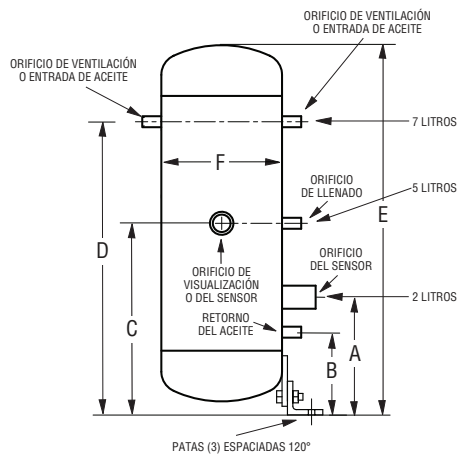 ORIFICIO DE VENTILACIÓN
O ENTRADA DE ACEITE
ORIFICIO DE VENTILACIÓN
O ENTRADA DE ACEITE
7 LITROS
E
F
D
ORIFICIO
DE LLENADO
5 LITROS
ORIFICIO DE
VISUALIZACIÓN
O DEL SENSOR
ORIFICIO
DEL SENSOR
2 LITROS
C
RETORNO
DEL ACEITE
A
B
PATAS (3) ESPACIADAS 120°